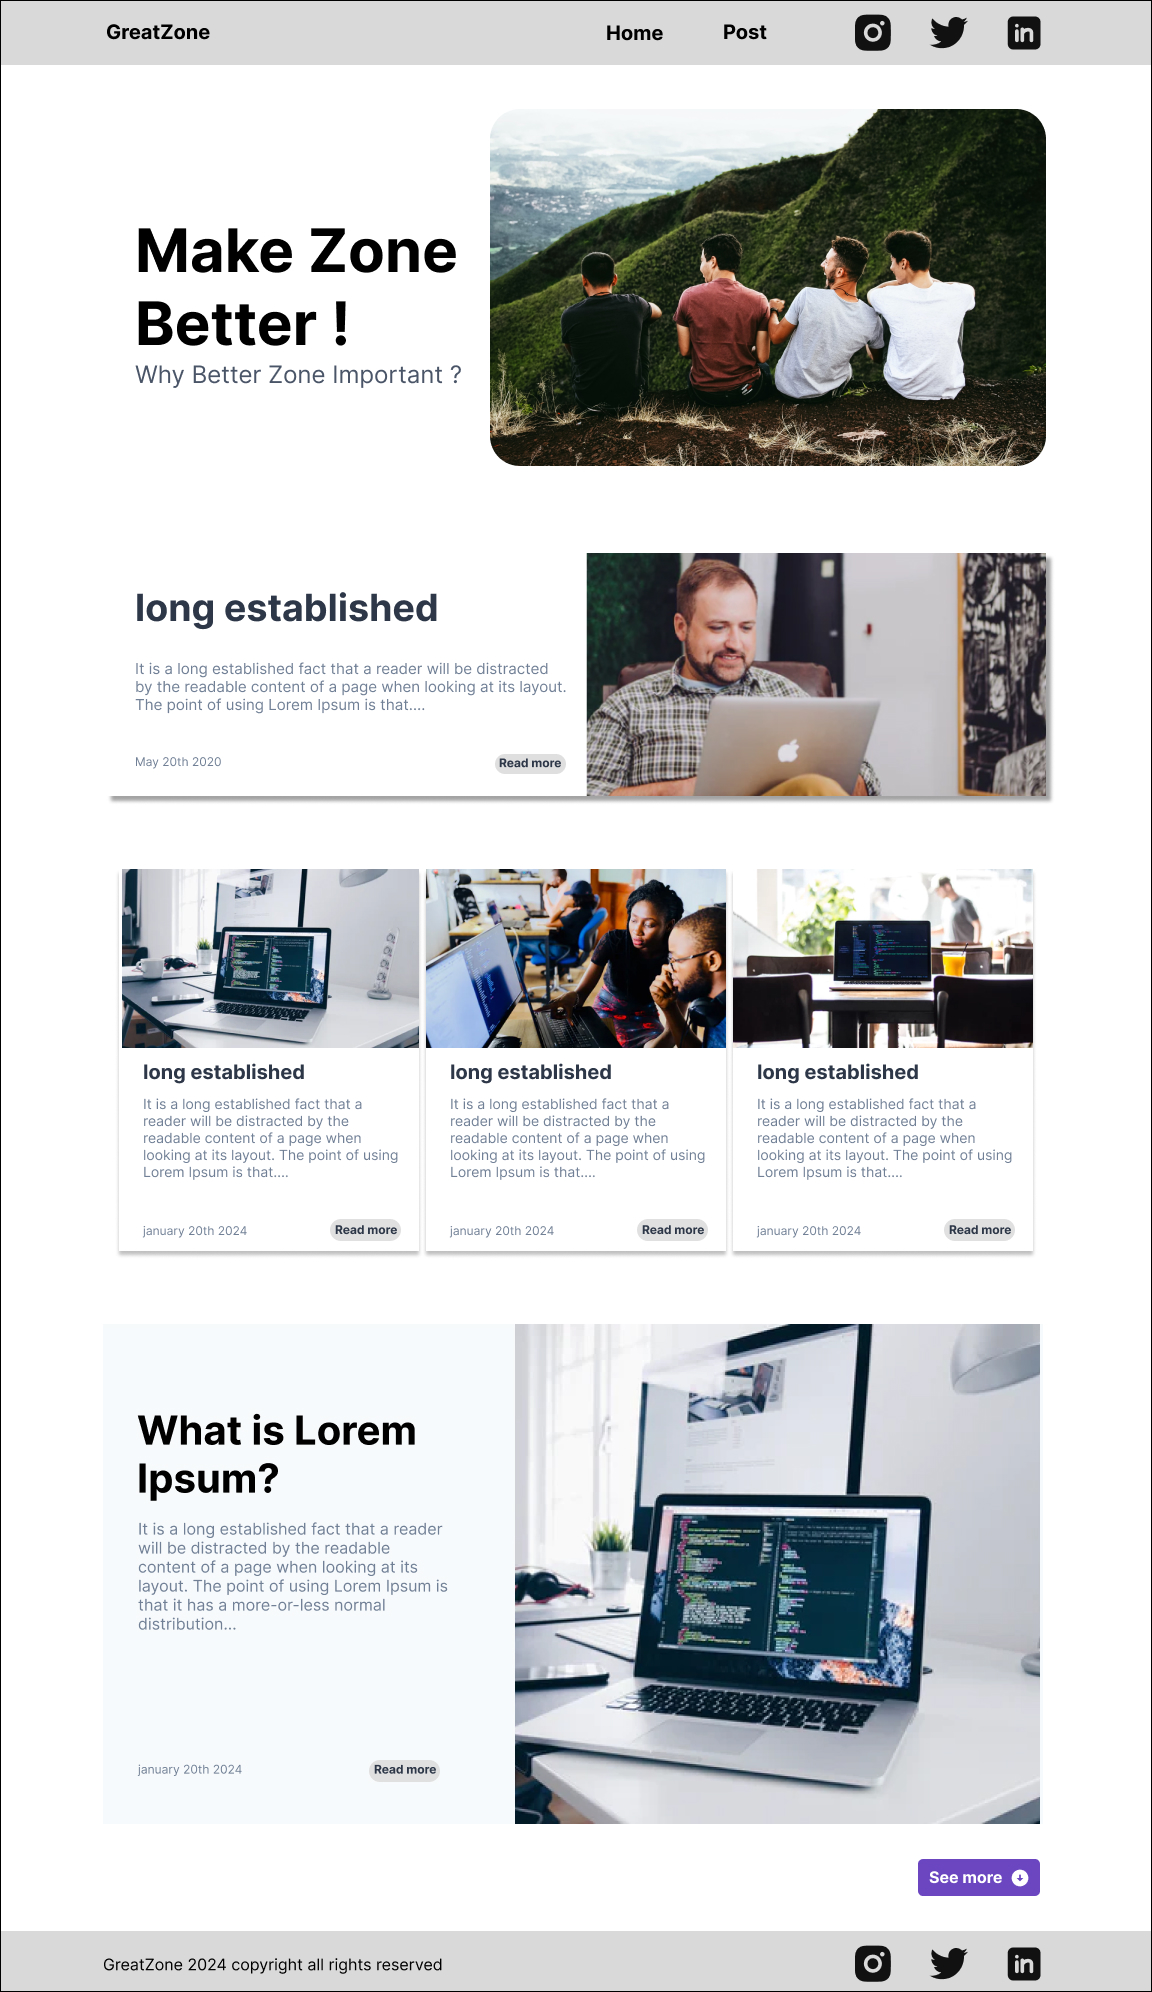 GreatZone
Home
Post
Make Zone
Better !
Why Better Zone Important ?
long established
It is a long established fact that a reader will be distracted
by the readable content of a page when looking at its layout.
The point of using Lorem Ipsum is that....
May 20th 2020
Read more
long established
It is a long established fact that a
reader will be distracted by the
readable content of a page when
looking at its layout. The point of using
Lorem Ipsum is that....
january 20th 2024
Read more
long established
It is a long established fact that a
reader will be distracted by the
readable content of a page when
looking at its layout. The point of using
Lorem Ipsum is that....
january 20th 2024
Read more
long established
It is a long established fact that a
reader will be distracted by the
readable content of a page when
looking at its layout. The point of using
Lorem Ipsum is that....
january 20th 2024
Read more
What is Lorem
Ipsum?
It is a long established fact that a reader
will be distracted by the readable
content of a page when looking at its
layout. The point of using Lorem Ipsum is
that it has a more-or-less normal
distribution...
january 20th 2024
Read more
See more
GreatZone 2024 copyright all rights reserved